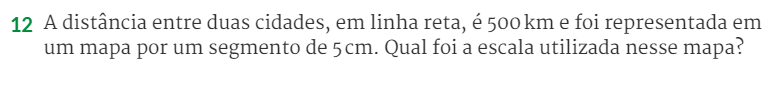 12 A distância entre duas cidades, em linha reta, é 500 km e foi representada em
um mapa por um segmento de 5 cm. Qual foi a escala utilizada nesse mapa?